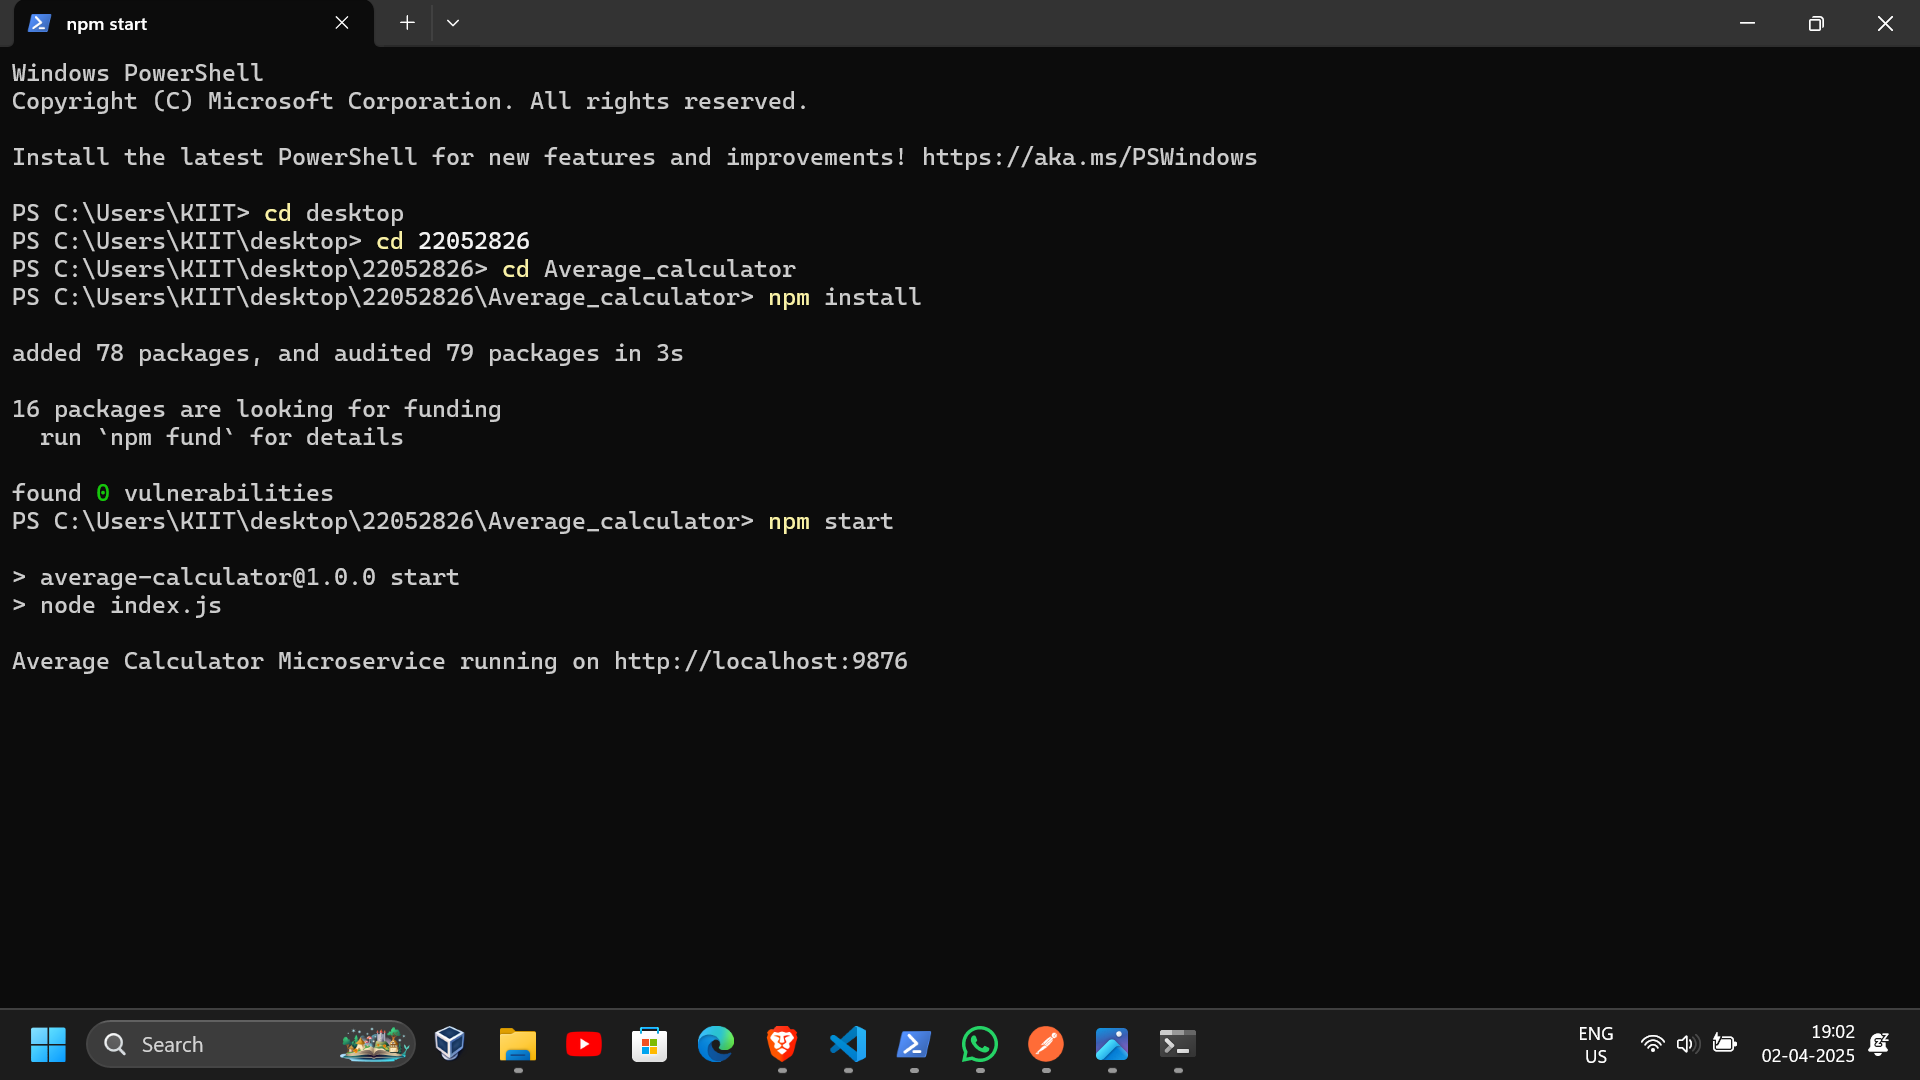 npm start
Windows PowerShell
Copyright (C) Microsoft Corporation. All rights reserved.
Install the latest PowerShell for new features and improvements! https://aka.ms/PSWindows
PS C:\Users\KIIT> cd desktop
PS C:\Users\KIIT\desktop> cd 22052826
PS C:\Users\KIIT\desktop\22052826> cd Average_calculator
PS C:\Users\KIIT\desktop\22052826\Average_calculator> npm install
added 78 packages, and audited 79 packages in 3s
16 packages are looking for funding
  run `npm fund` for details
found 0 vulnerabilities
PS C:\Users\KIIT\desktop\22052826\Average_calculator> npm start
> average-calculator@1.0.0 start
> node index.js
Average Calculator Microservice running on http://localhost:9876
Search
ENG
US
19:02
02-04-2025